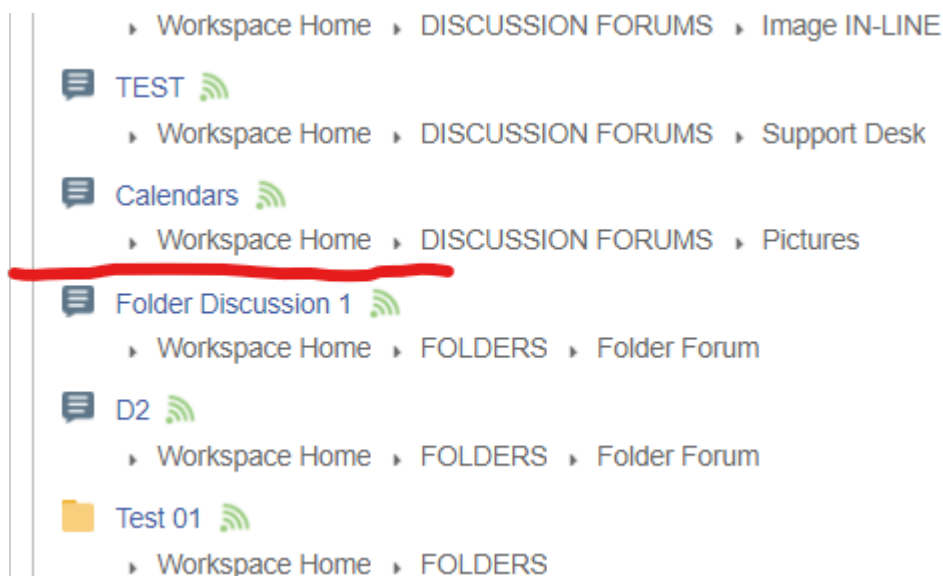 Workspace Home DISCUSSION FORUMS Image IN-LINE
TEST
Workspace Home DISCUSSION FORUMS Support Desk
Calendars
Workspace Home DISCUSSION FORUMS Pictures
Folder Discussion 1
Workspace Home FOLDERS Folder Forum
D2
Workspace Home FOLDERS Folder Forum
Test 01
Workspace Home FOLDERS